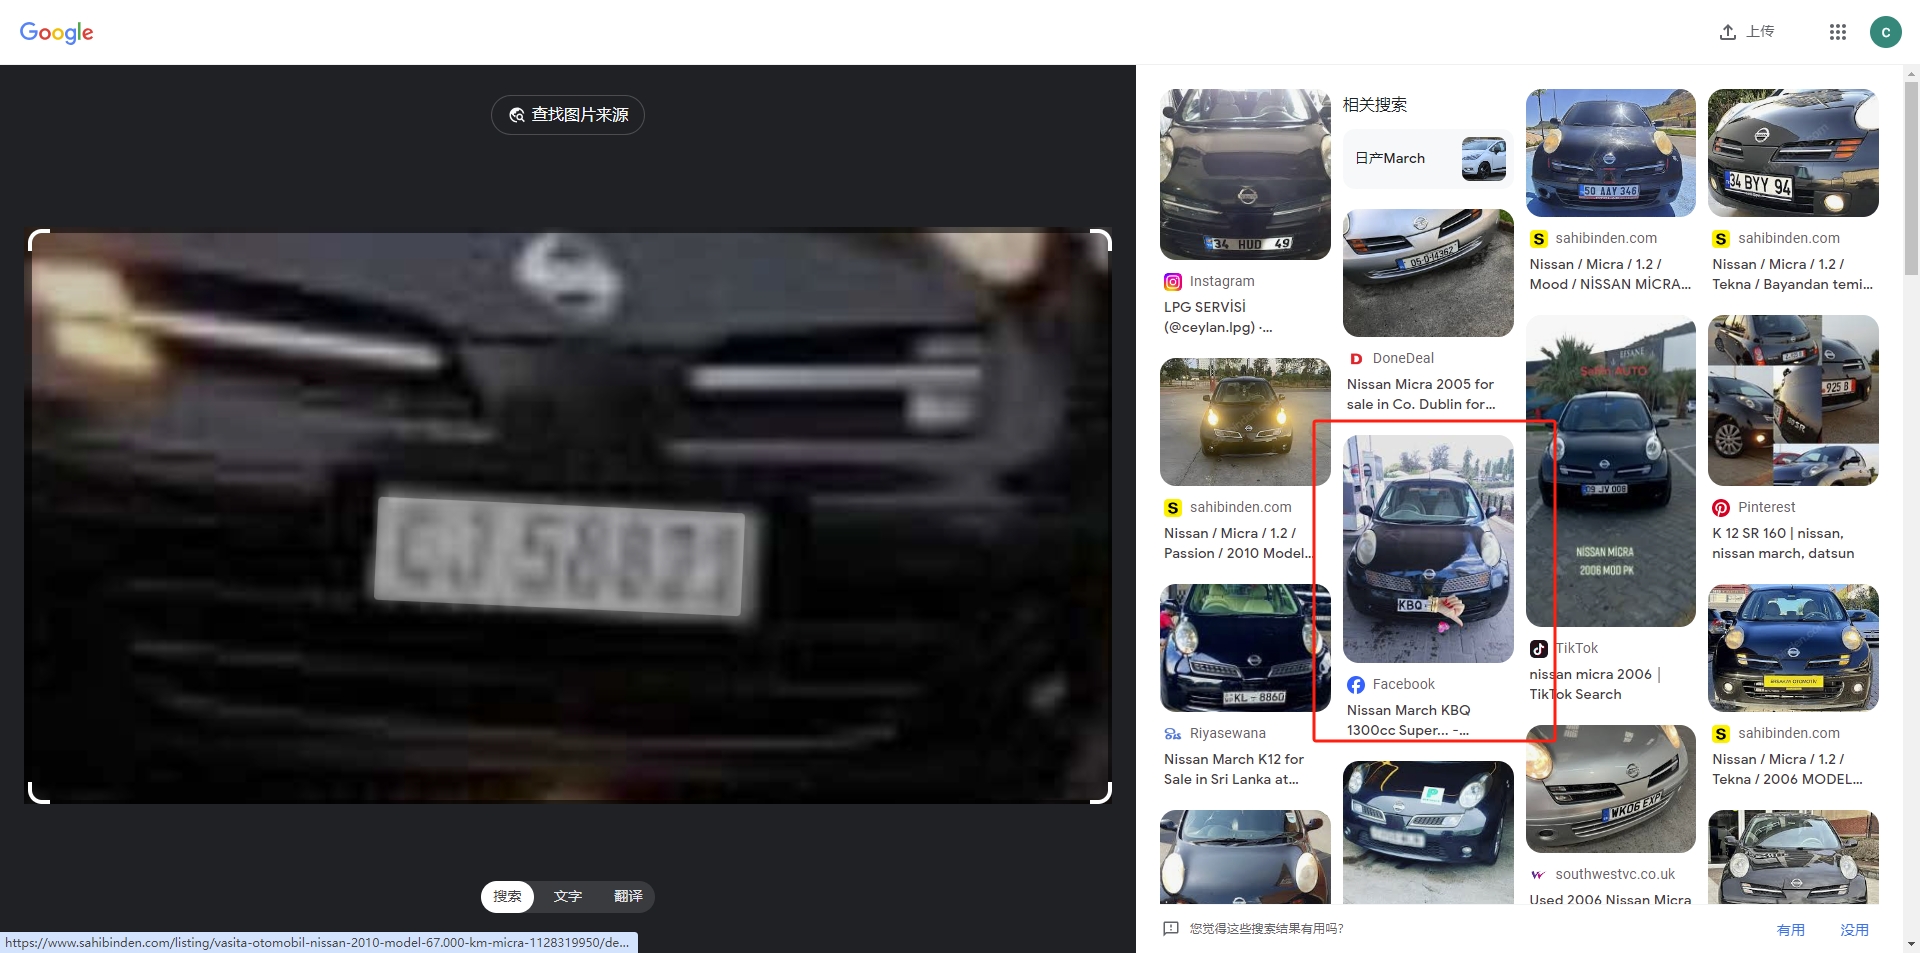 Google
上传
C
查找图片来源
搜索
文字
翻译
https://www.sahibinden.com/listing/vasita-otomobil-nissan-2010-model-67.000-km-micra-1128319950/de...
34 HUD 49
Instagram
LPG SERVİSİ
(@ceylan.lpg) ·...
sahibinden.com
Nissan / Micra / 1.2 /
Passion / 2010 Model...
KL - 8860
Riyasewana
Nissan March K12 for
Sale in Sri Lanka at...
相关搜索
日产March
05-D-14362
DoneDeal
Nissan Micra 2005 for
sale in Co. Dublin for...
KBQ
Facebook
Nissan March KBQ
1300cc Super... -...
50 AAY 346
sahibinden.com
Nissan / Micra / 1.2 /
Mood / NİSSAN MİCRA...
NİSSAN MİCRA
2006 MOD PK
TikTok
nissan micra 2006 |
TikTok Search
WK06 EXP
southwestvc.co.uk
Used 2006 Nissan Micra
34 BYY 94
sahibinden.com
Nissan / Micra / 1.2 /
Tekna / Bayandan temi...
925 B
Pinterest
K 12 SR 160 | nissan,
nissan march, datsun
sahibinden.com
Nissan / Micra / 1.2 /
Tekna / 2006 MODEL...
您觉得这些搜索结果有用吗?
有用
没用